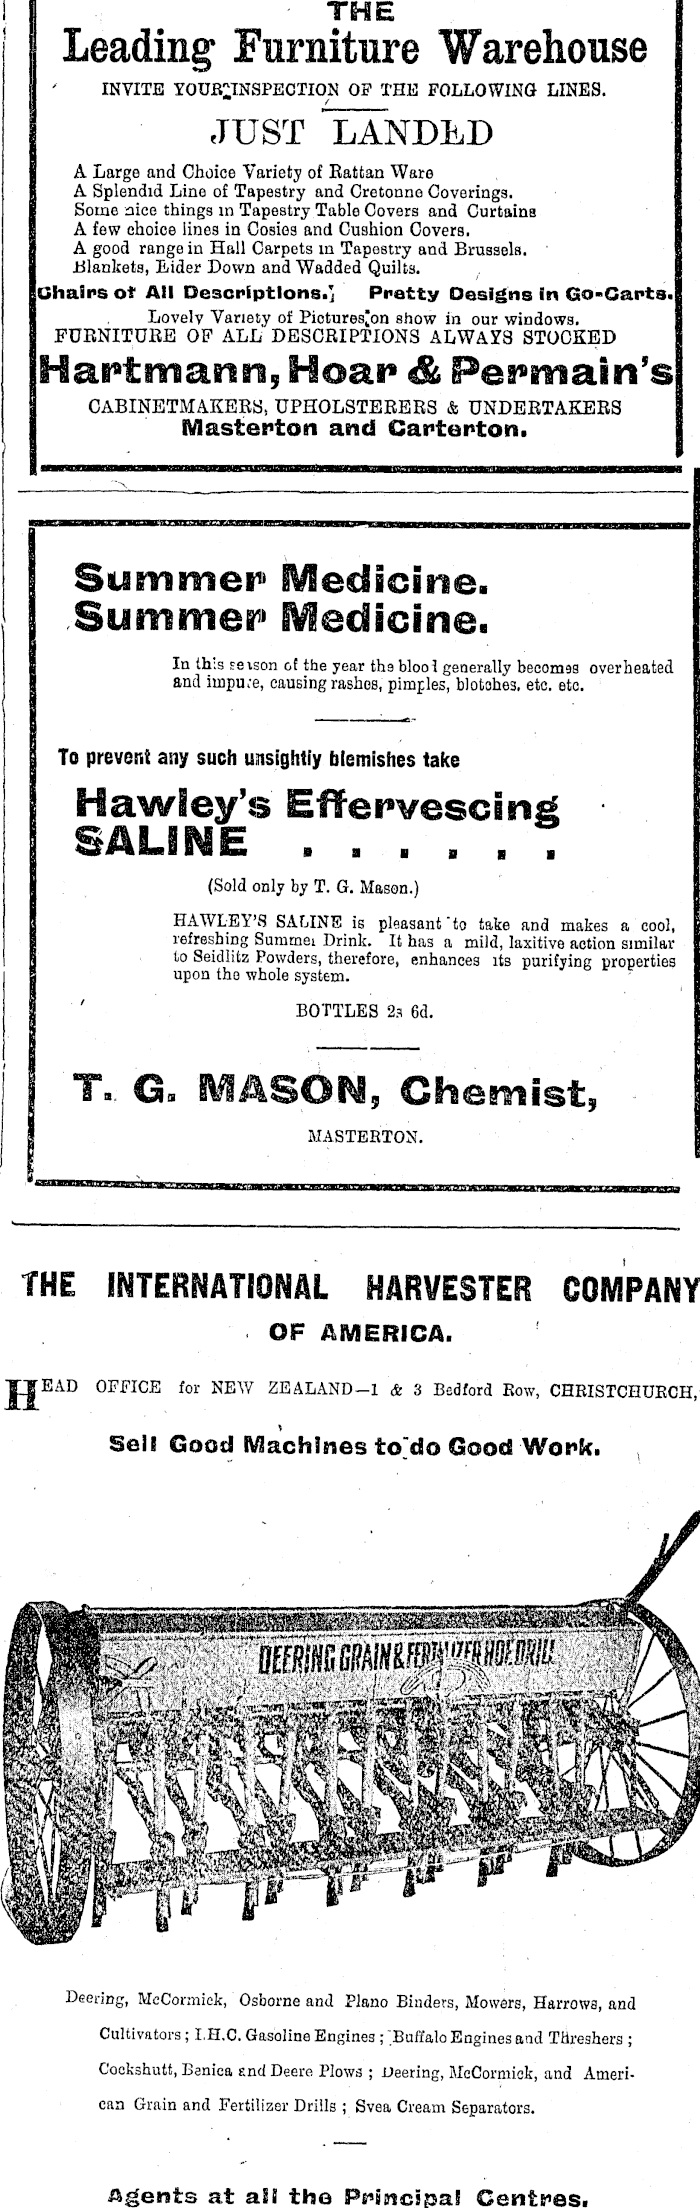 THE
Leading Furniture Warehouse
INVITE YOUR INSPECTION OF THE FOLLOWING LINES.
JUST LANDED
A Large and Choice Variety of Rattan Ware
A Splendid Line of Tapestry and Cretonne Coverings.
Some nice things in Tapestry Table Covers and Curtains
A few choice lines in Cosies and Cushion Covers.
A good range in Hall Carpets in Tapestry and Brussels.
Blankets, Eider Down and Wadded Quilts.
Chairs of All Descriptions. Pretty Designs in Go-Carts.
Lovely Variety of Pictures on show in our windows.
FURNITURE OF ALL DESCRIPTIONS ALWAYS STOCKED
Hartmann, Hoar & Permain's
CABINETMAKERS, UPHOLSTERERS & UNDERTAKERS
Masterton and Carterton.
Summer Medicine.
Summer Medicine.
In this season of the year the blood generally becomes overheated
and impure, causing rashes, pimples, blotches, etc. etc.
To prevent any such unsightly blemishes take
Hawley's Effervescing
SALINE . . . . . .
(Sold only by T. G. Mason.)
HAWLEY'S SALINE is pleasant to take and makes a cool,
refreshing Summer Drink. It has a mild, laxitive action similar
to Seidlitz Powders, therefore, enhances its purifying properties
upon the whole system.
BOTTLES 2s 6d.
T. G. MASON, Chemist,
MASTERTON.
THE INTERNATIONAL HARVESTER COMPANY
OF AMERICA.
HEAD OFFICE for NEW ZEALAND—1 & 3 Bedford Row, CHRISTCHURCH,
Sell Good Machines to do Good Work.
DEERING GRAIN & FERTILIZER HOE DRILL
Deering, McCormick, Osborne and Plano Binders, Mowers, Harrows, and
Cultivators; I.H.C. Gasoline Engines; Buffalo Engines and Threshers;
Cockshutt, Benica and Deere Plows; Deering, McCormick, and Ameri-
can Grain and Fertilizer Drills; Svea Cream Separators.
Agents at all the Principal Centres.